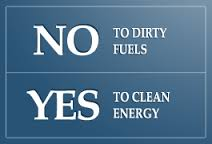 NO TO DIRTY
FUELS
YES TO CLEAN
ENERGY